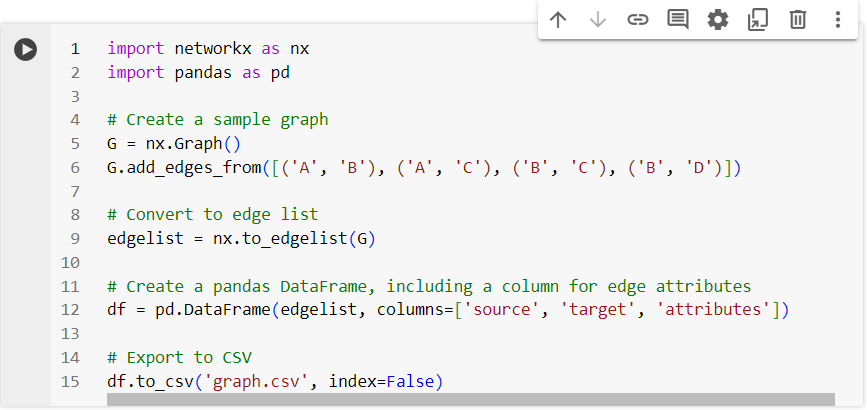 1 import networkx as nx
2 import pandas as pd
3
4 # Create a sample graph
5 G = nx.Graph()
6 G.add_edges_from([('A', 'B'), ('A', 'C'), ('B', 'C'), ('B', 'D')])
7
8 # Convert to edge list
9 edgelist = nx.to_edgelist(G)
10
11 # Create a pandas DataFrame, including a column for edge attributes
12 df = pd.DataFrame(edgelist, columns=['source', 'target', 'attributes'])
13
14 # Export to CSV
15 df.to_csv('graph.csv', index=False)